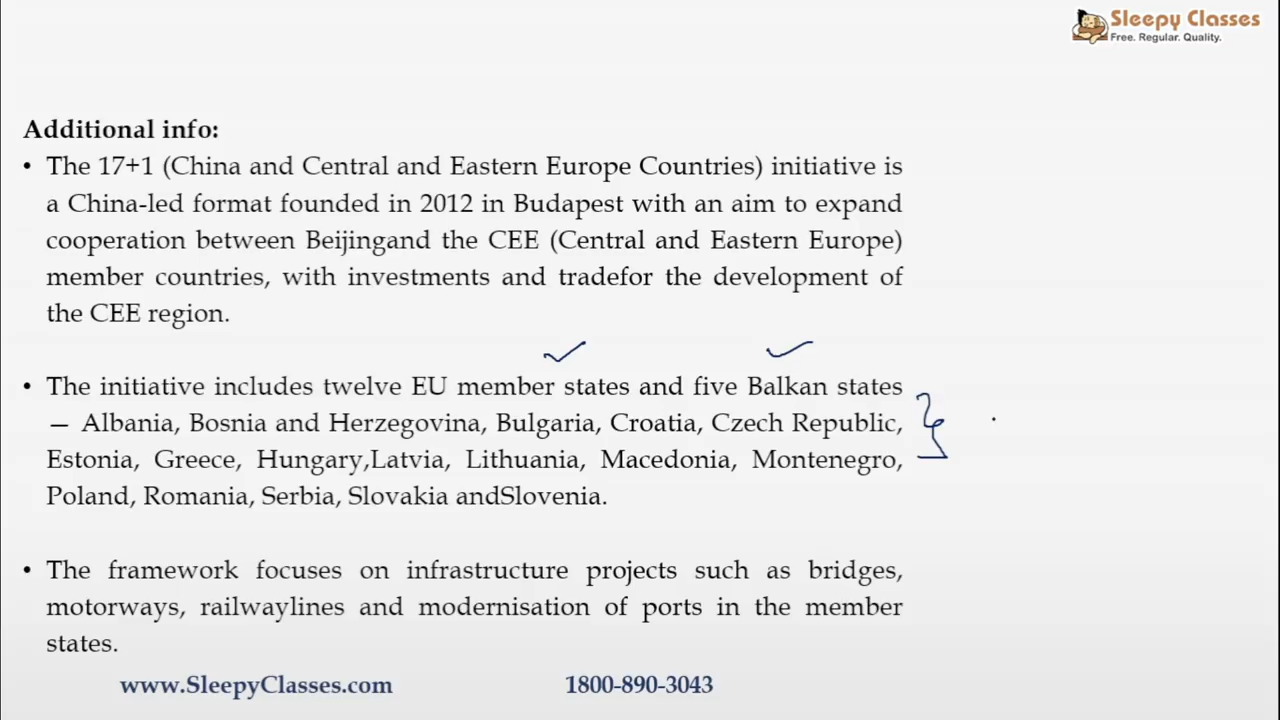 Sleepy Classes
Free. Regular. Quality.
Additional info:
• The 17+1 (China and Central and Eastern Europe Countries) initiative is
a China-led format founded in 2012 in Budapest with an aim to expand
cooperation between Beijingand the CEE (Central and Eastern Europe)
member countries, with investments and tradefor the development of
the CEE region.
• The initiative includes twelve EU member states and five Balkan states
— Albania, Bosnia and Herzegovina, Bulgaria, Croatia, Czech Republic,
Estonia, Greece, Hungary,Latvia, Lithuania, Macedonia, Montenegro,
Poland, Romania, Serbia, Slovakia andSlovenia.
• The framework focuses on infrastructure projects such as bridges,
motorways, railwaylines and modernisation of ports in the member
states.
www.SleepyClasses.com
1800-890-3043